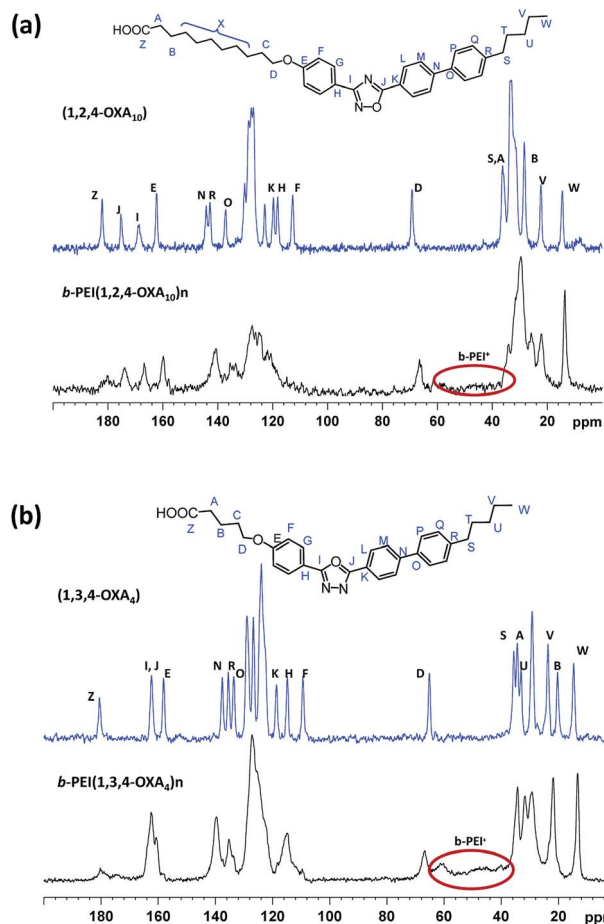 (a)
A
X
HOOC
Z
B
C
O
D
E
F
G
H
I
N
N
O
J
K
L
M
N
O
P
Q
R
S
T
U
V
W
(1,2,4-OXA10)
Z
J
I
E
N R
O
K H
F
D
S,A
B
V
W
b-PEI(1,2,4-OXA10)n
b-PEI+
180 160 140 120 100 80 60 40 20 ppm
(b)
HOOC
Z
A
B
C
D
O
E
F
G
H
I
O
N
N
J
K
L
M
N
O
P
Q
R
S
T
U
V
W
(1,3,4-OXA4)
Z
I, J
E
N
R
O
K
H
F
D
S
A
U
V
B
W
b-PEI(1,3,4-OXA4)n
b-PEI+
180 160 140 120 100 80 60 40 20 ppm